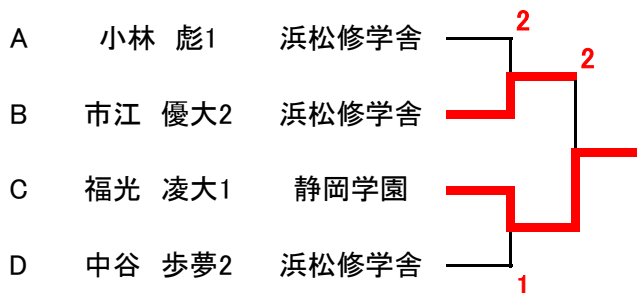 A 小林 彪1 浜松修学舎
2
2
B 市江 優大2 浜松修学舎
C 福光 凌大1 静岡学園
D 中谷 歩夢2 浜松修学舎
1